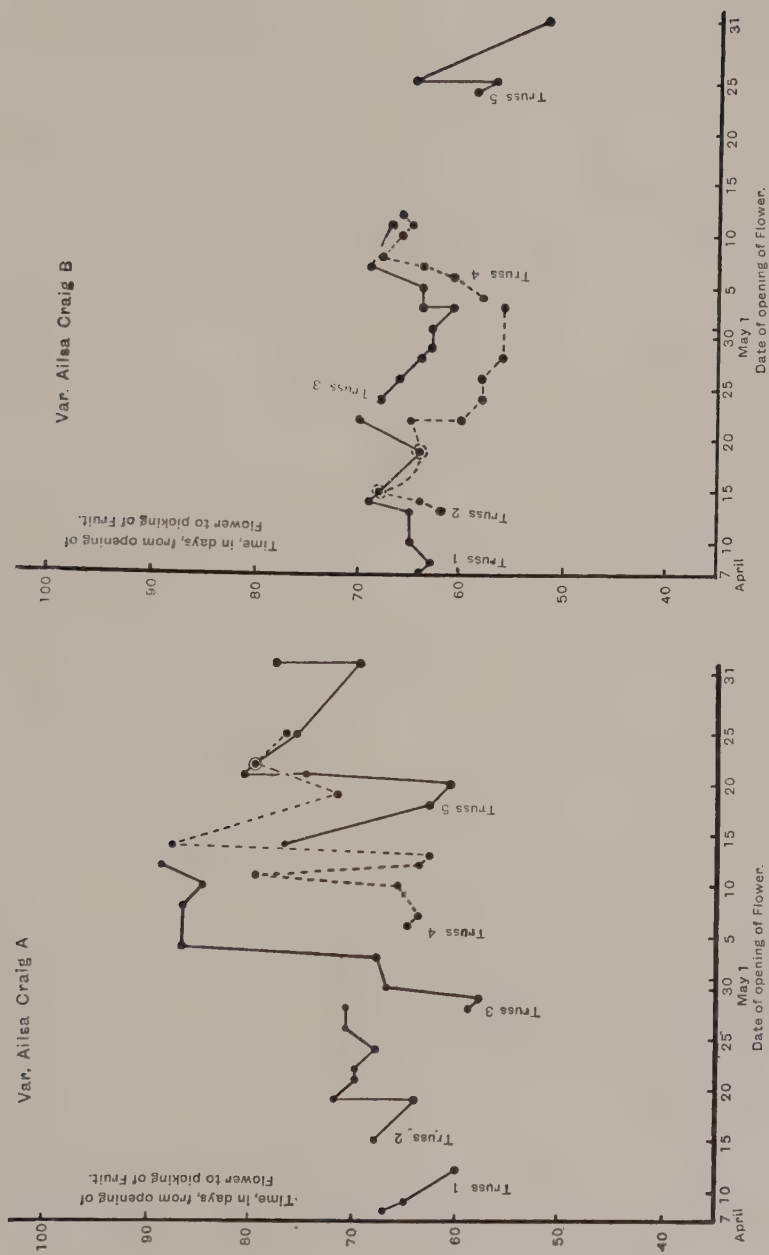 Var. Ailsa Craig A
Time, in days, from opening of
Flower to picking of Fruit.
100
90
80
70
60
50
40
Truss 1
Truss 2
Truss 3
Truss 4
Truss 5
7 10 15 20 25 30 5 10 15 20 25 31
April May 1
Date of opening of Flower.
Var. Ailsa Craig B
Time, in days, from opening of
Flower to picking of Fruit.
100
90
80
70
60
50
40
Truss 1
Truss 2
Truss 3
Truss 4
Truss 5
7 10 15 20 25 30 5 10 15 20 25 31
April May 1
Date of opening of Flower.